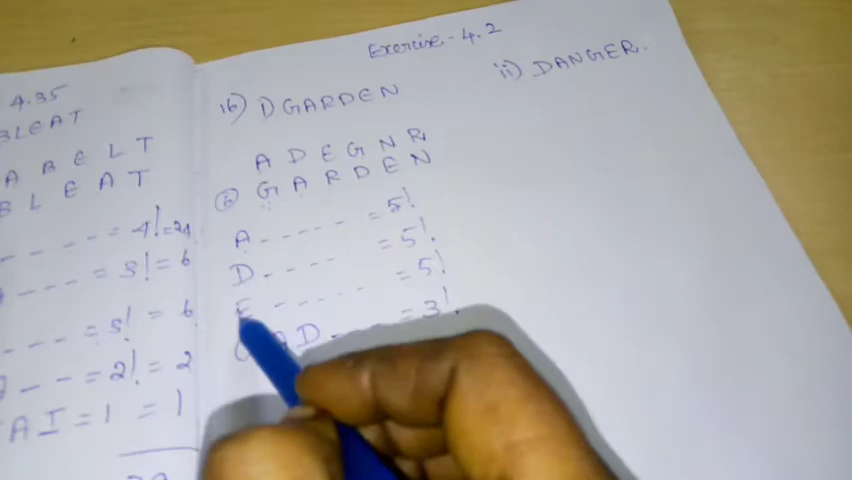 Exercise - 4.2
4.35
BLEAT
A B E L T
B L E A T
- - - - = 4! = 24
- - - = 3! = 6
- - - = 3! = 6
- - - = 2! = 2
= 1 = 1
16) D GARDEN
A D E G N R
6 G A R D E N
A - - - - - = 5!
D - - - - = 5!
E - - - - - = 5!
G A D - - - = 3!
ii) DANGER.